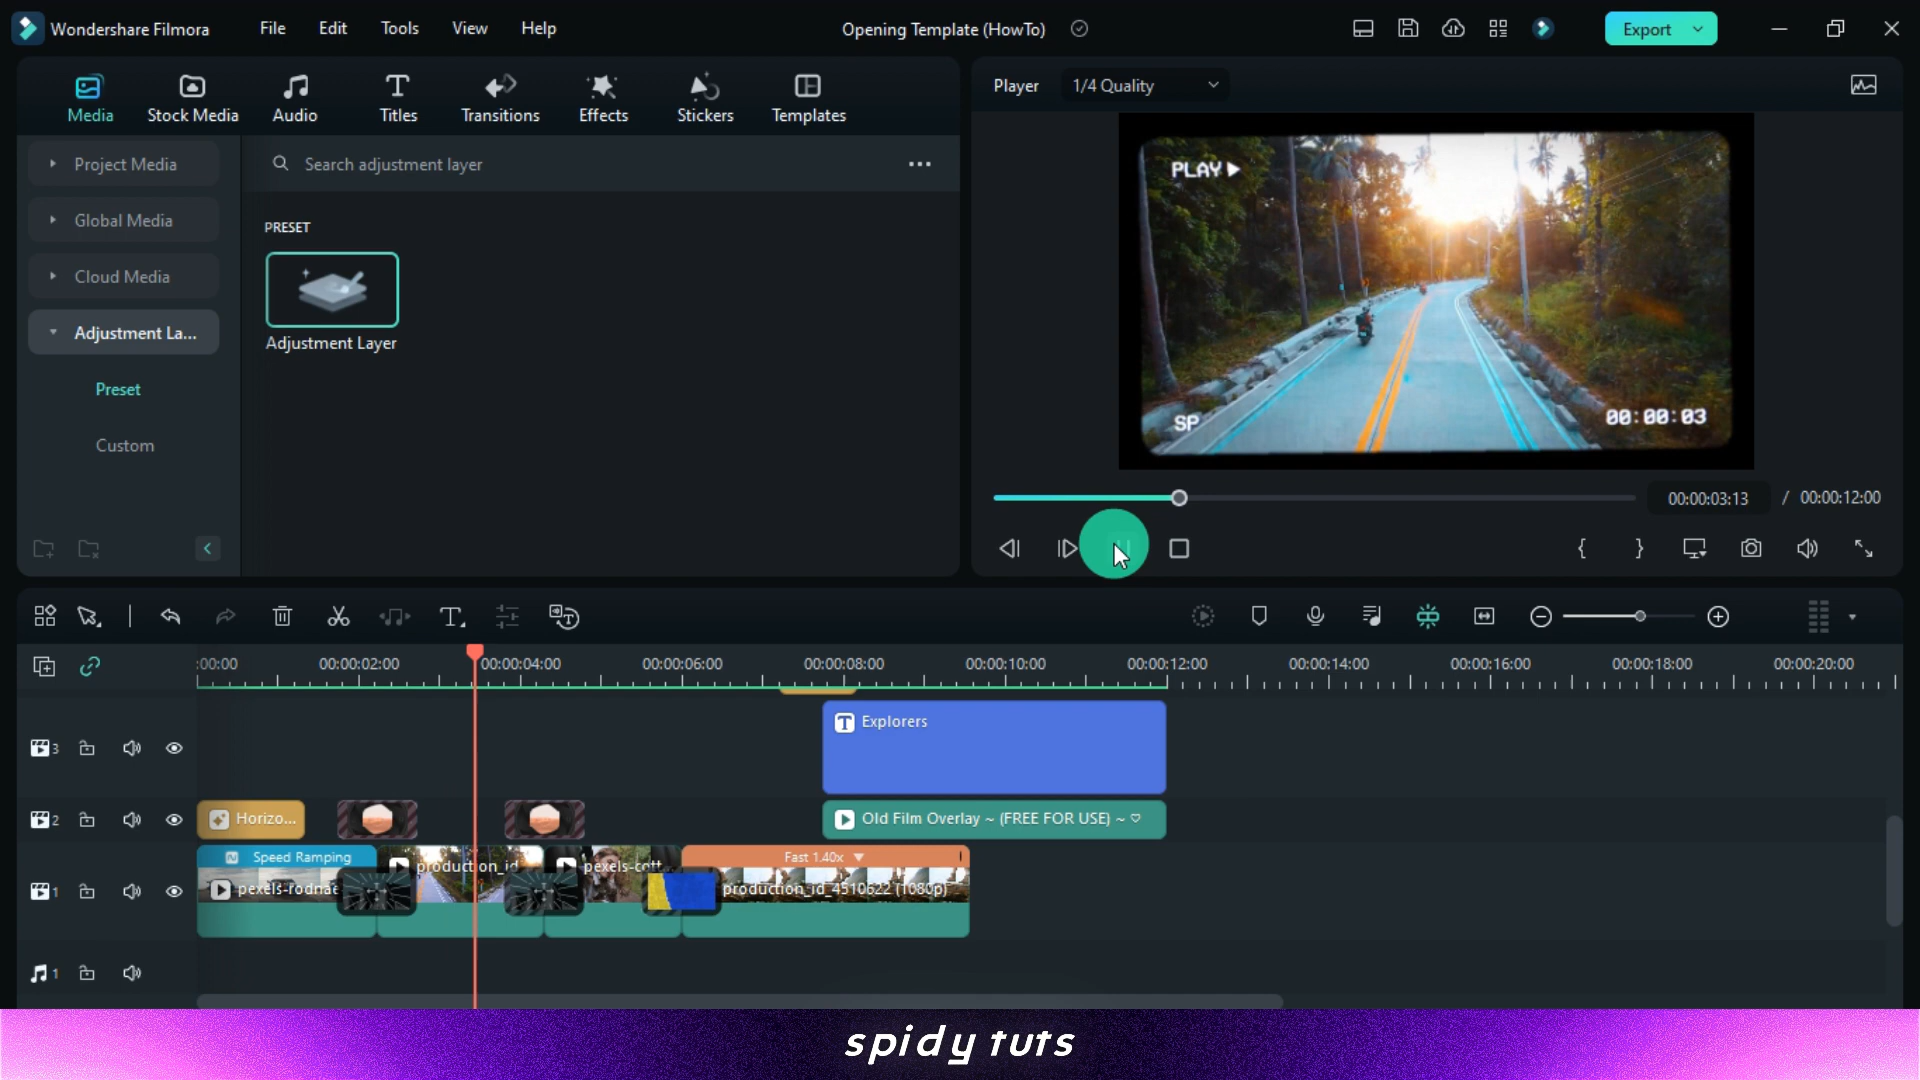 Wondershare Filmora File Edit Tools View Help Opening Template (HowTo) Export
Media Stock Media Audio Titles Transitions Effects Stickers Templates
Player 1/4 Quality
Project Media
Global Media
Cloud Media
Adjustment La...
Preset
Custom
Search adjustment layer
PRESET
Adjustment Layer
PLAY
SP
00:00:03
00:00:03:13 / 00:00:12:00
:00:00 00:00:02:00 00:00:04:00 00:00:06:00 00:00:08:00 00:00:10:00 00:00:12:00 00:00:14:00 00:00:16:00 00:00:18:00 00:00:20:00
3
T Explorers
2
Horizo...
Old Film Overlay ~ (FREE FOR USE) ~ ♡
Speed Ramping
Fast 1.40x
production_id
pexels-cott
1
pexels-rodnae
production_id_4510622 (1080p)
1
spidy tuts